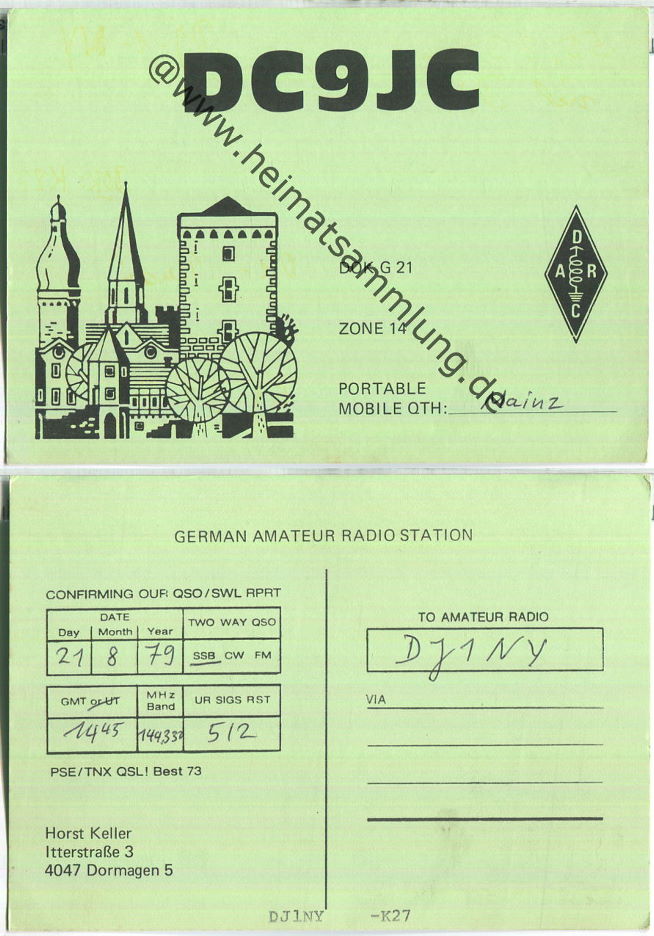 DC9JC
@www.heimatsammlung.de
DOK G 21
D
A R
C
ZONE 14
PORTABLE
MOBILE QTH: Mainz
GERMAN AMATEUR RADIO STATION
CONFIRMING OUR QSO/SWL RPRT
DATE
Day Month Year
TWO WAY QSO
21 8 79
SSB CW FM
GMT or UT
MHz
Band
UR SIGS RST
1445
144,332
512
PSE/TNX QSL! Best 73
Horst Keller
Itterstraße 3
4047 Dormagen 5
TO AMATEUR RADIO
DJ1NY
VIA
DJ1NY -K27